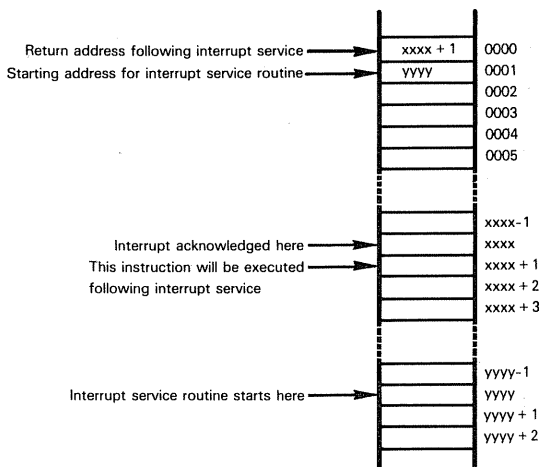 Return address following interrupt service xxxx + 1 0000
Starting address for interrupt service routine yyyy 0001
0002
0003
0004
0005
xxxx-1
Interrupt acknowledged here xxxx
This instruction will be executed xxxx + 1
following interrupt service xxxx + 2
xxxx + 3
yyyy-1
Interrupt service routine starts here yyyy
yyyy + 1
yyyy + 2